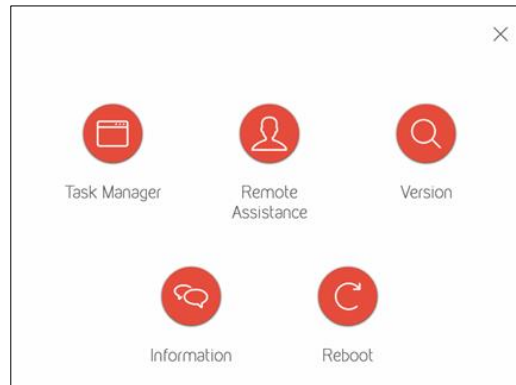 Task Manager
Remote
Assistance
Version
Information
Reboot